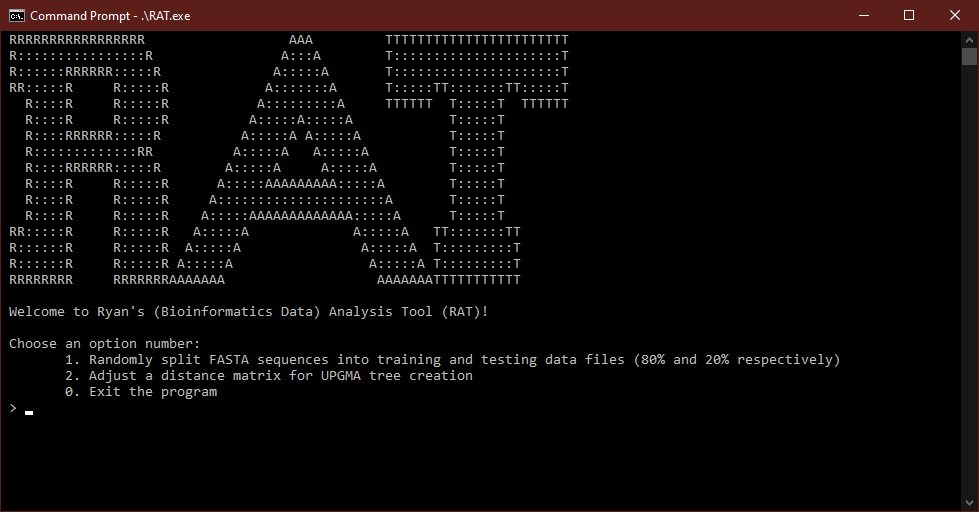 Command Prompt - .\RAT.exe
RRRRRRRRRRRRRRRRR                  AAA         TTTTTTTTTTTTTTTTTTTTTTT
R::::::::::::::::R                A:::A        T:::::::::::::::::::::T
R::::::RRRRRR:::::R              A:::::A       T:::::::::::::::::::::T
RR:::::R     R:::::R            A:::::::A      T:::::TT:::::::TT:::::T
  R::::R     R:::::R           A:::::::::A     TTTTTT  T:::::T  TTTTTT
  R::::R     R:::::R          A:::::A:::::A            T:::::T
  R::::RRRRRR:::::R          A:::::A A:::::A           T:::::T
  R:::::::::::::RR          A:::::A   A:::::A          T:::::T
  R::::RRRRRR:::::R        A:::::A     A:::::A         T:::::T
  R::::R     R:::::R      A:::::AAAAAAAAA:::::A        T:::::T
  R::::R     R:::::R     A:::::::::::::::::::::A       T:::::T
  R::::R     R:::::R    A:::::AAAAAAAAAAAAA:::::A      T:::::T
RR:::::R     R:::::R   A:::::A             A:::::A   TT:::::::TT
R::::::R     R:::::R  A:::::A               A:::::A  T:::::::::T
R::::::R     R:::::R A:::::A                 A:::::A T:::::::::T
RRRRRRRR     RRRRRRRAAAAAAA                   AAAAAAATTTTTTTTTTT
Welcome to Ryan's (Bioinformatics Data) Analysis Tool (RAT)!
Choose an option number:
1. Randomly split FASTA sequences into training and testing data files (80% and 20% respectively)
2. Adjust a distance matrix for UPGMA tree creation
0. Exit the program
> _